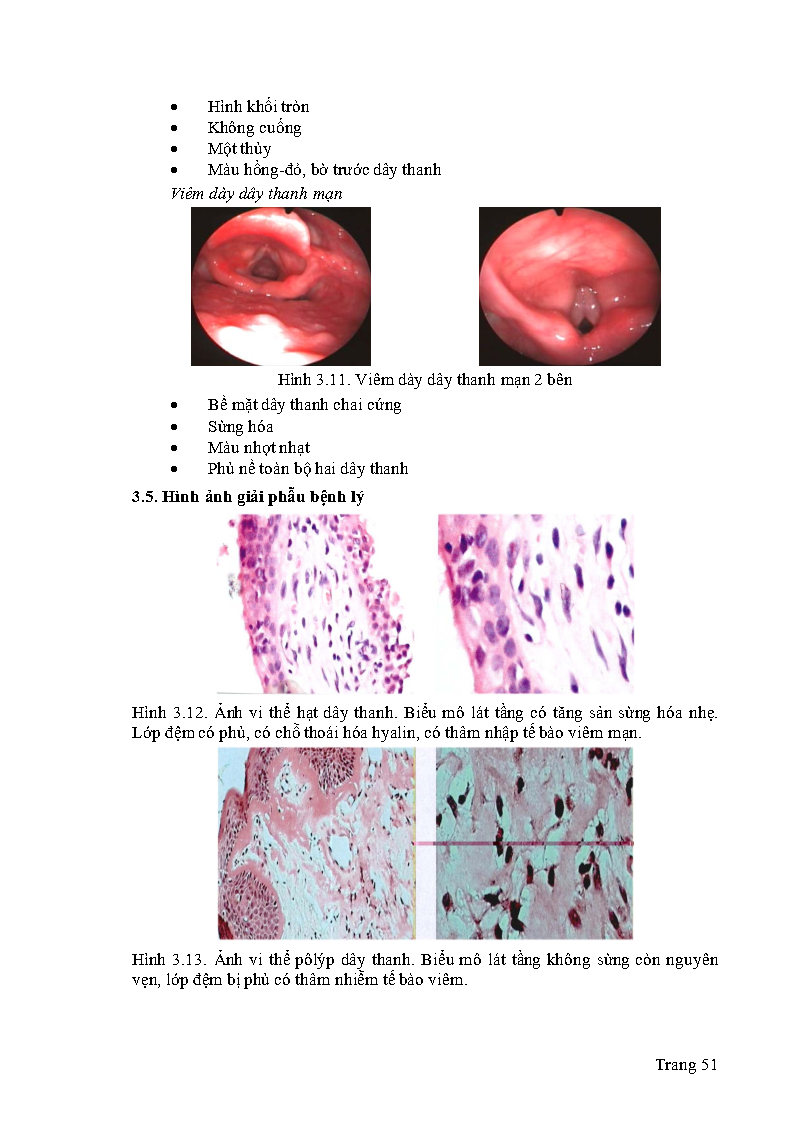 • Hình khối tròn
• Không cuống
• Một thùy
• Màu hồng-đỏ, bờ trước dây thanh
Viêm dày dây thanh mạn
Hình 3.11. Viêm dày dây thanh mạn 2 bên
• Bề mặt dây thanh chai cứng
• Sừng hóa
• Màu nhợt nhạt
• Phù nề toàn bộ hai dây thanh
3.5. Hình ảnh giải phẫu bệnh lý
Hình 3.12. Ảnh vi thể hạt dây thanh. Biểu mô lát tầng có tăng sản sừng hóa nhẹ.
Lớp đệm có phù, có chỗ thoái hóa hyalin, có thâm nhập tế bào viêm mạn.
Hình 3.13. Ảnh vi thể pôlýp dây thanh. Biểu mô lát tầng không sừng còn nguyên
vẹn, lớp đệm bị phù có thâm nhiễm tế bào viêm.
Trang 51